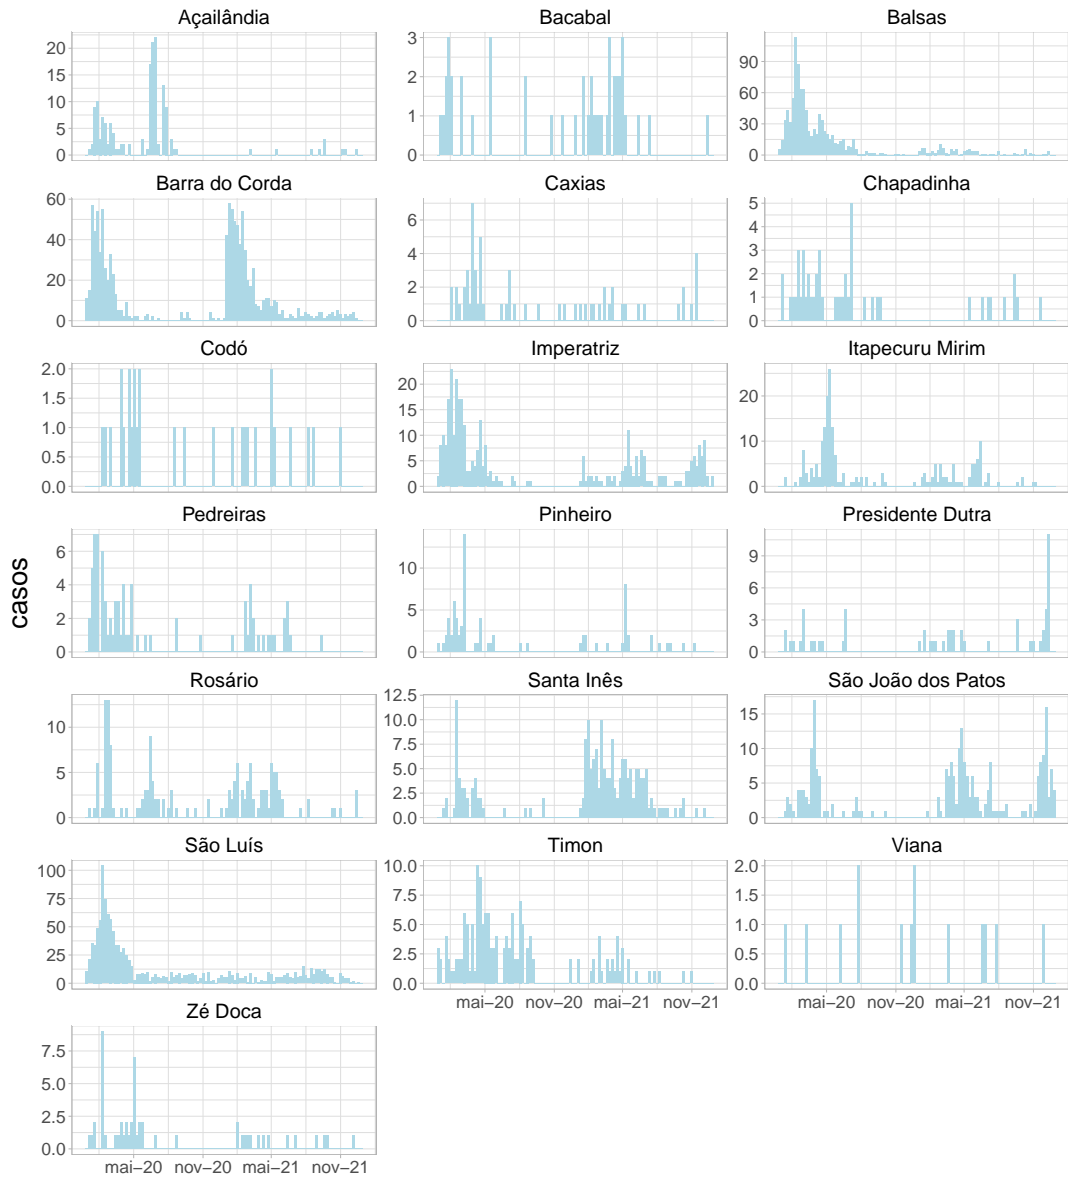 Açailândia Bacabal Balsas
20 15 10 5 0
3 2 1 0
90 60 30 0
Barra do Corda Caxias Chapadinha
60 40 20 0
6 4 2 0
5 4 3 2 1 0
Codó Imperatriz Itapecuru Mirim
2.0 1.5 1.0 0.5 0.0
20 15 10 5 0
20 10 0
Pedreiras Pinheiro Presidente Dutra
casos
6 4 2 0
10 5 0
9 6 3 0
Rosário Santa Inês São João dos Patos
10 5 0
12.5 10.0 7.5 5.0 2.5 0.0
15 10 5 0
São Luís Timon Viana
100 75 50 25 0
10.0 7.5 5.0 2.5 0.0
2.0 1.5 1.0 0.5 0.0
mai–20 nov–20 mai–21 nov–21
mai–20 nov–20 mai–21 nov–21
Zé Doca
7.5 5.0 2.5 0.0
mai–20 nov–20 mai–21 nov–21